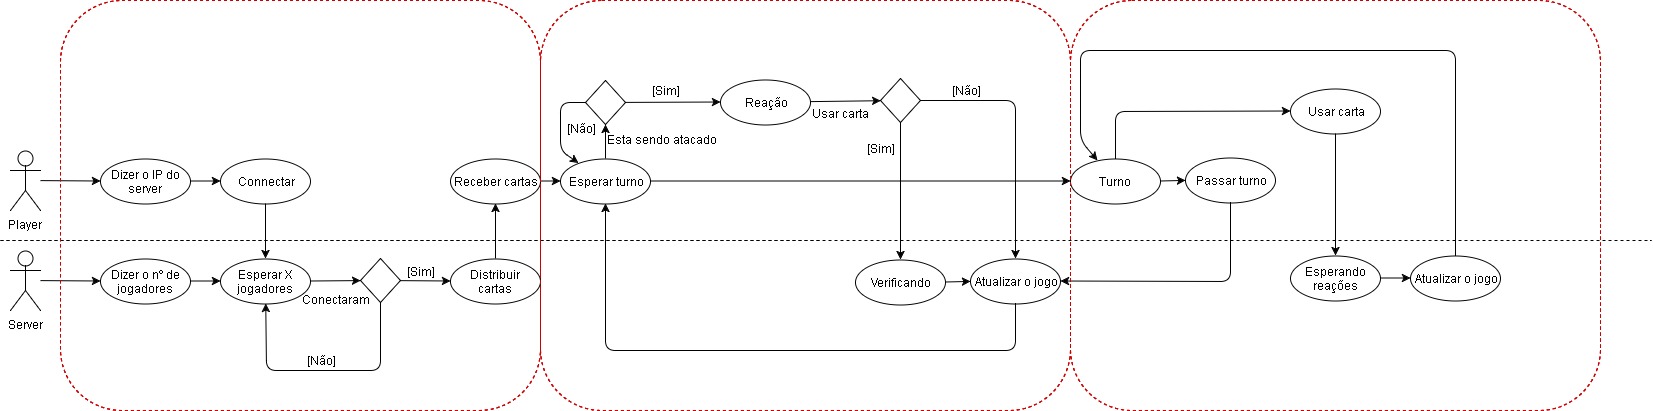 [Sim]
Reação
Usar carta
[Não]
Usar carta
[Não]
Esta sendo atacado
[Sim]
Dizer o IP do
server
Connectar
Receber cartas
Esperar turno
Turno
Passar turno
Player
Dizer o nº de
jogadores
Esperar X
jogadores
Conectaram
[Sim]
Distribuir
cartas
Verificando
Atualizar o jogo
Esperando
reações
Atualizar o jogo
Server
[Não]